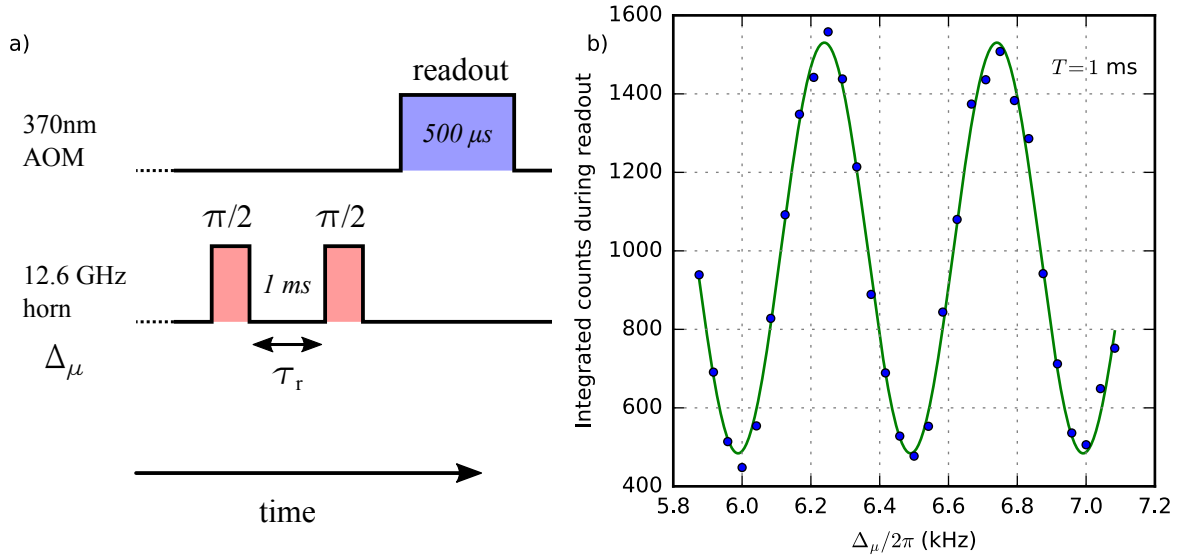 a)
readout
370nm
AOM
500 μs
π/2 π/2
12.6 GHz
horn
1 ms
Δμ
τr
time
b)
T = 1 ms
Integrated counts during readout
1600
1400
1200
1000
800
600
400
5.8 6.0 6.2 6.4 6.6 6.8 7.0 7.2
Δμ/2π (kHz)